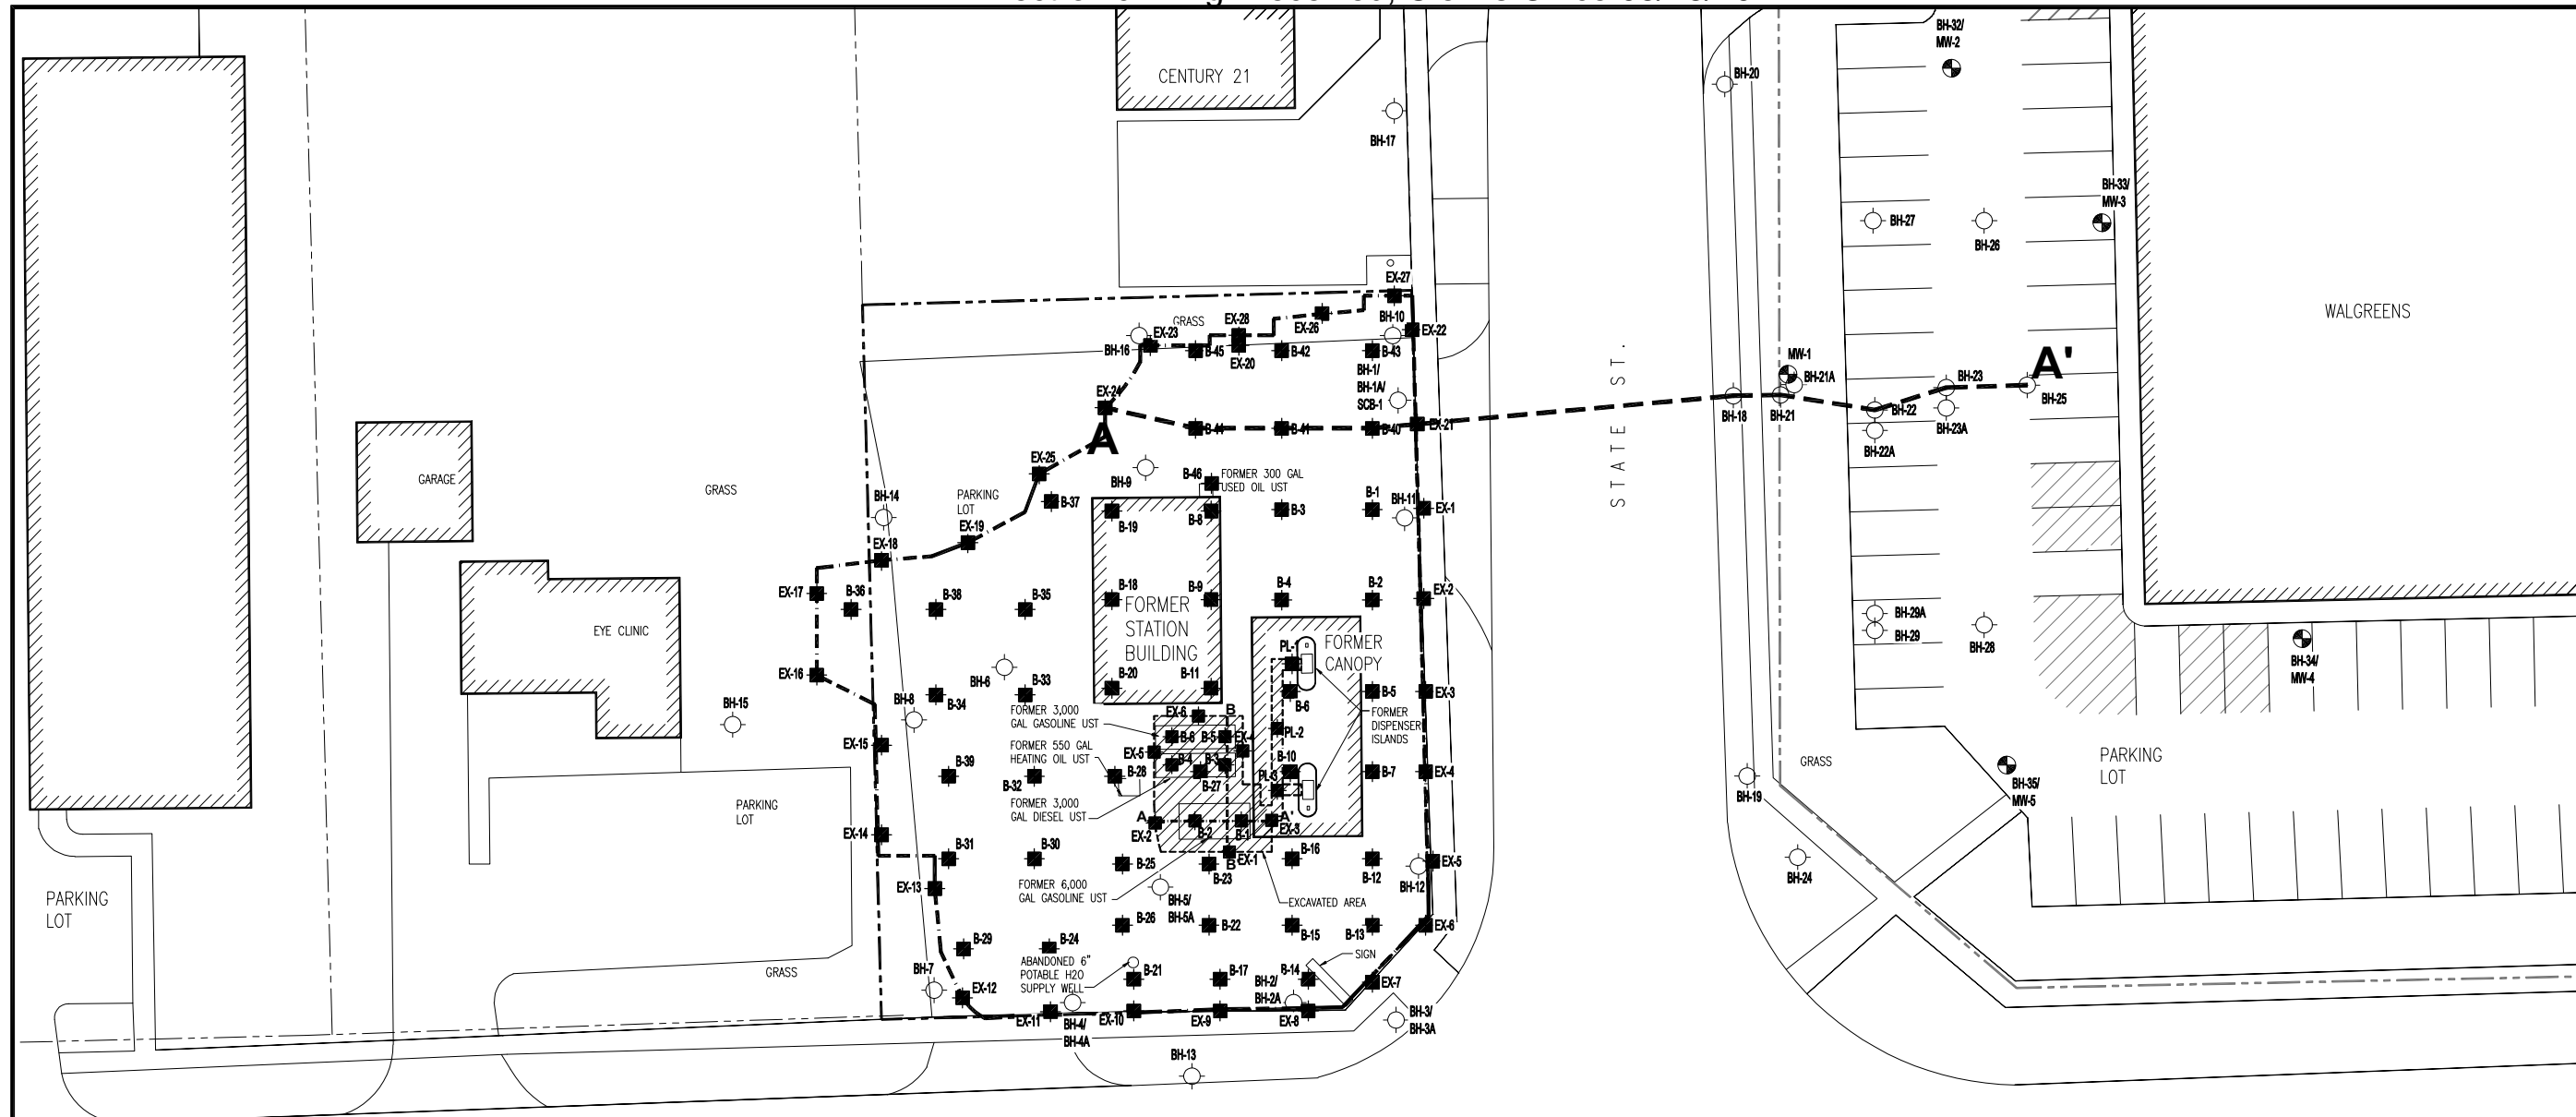 CENTURY 21
BH-32/
MW-2
BH-20
BH-17
BH-33/
MW-3
BH-27
BH-26
EX-27
WALGREENS
GRASS
EX-28
EX-26
BH-10
EX-22
EX-23
BH-16
B-45
EX-20
B-42
B-43
STATE ST.
MW-1
BH-21A
BH-23
A'
BH-25
BH-1/
BH-1A/
SCB-1
EX-24
A
B-44
B-41
B-40
EX-21
BH-18
BH-21
BH-22
BH-23A
BH-22A
EX-25
BH-9
B-46
FORMER 300 GAL
USED OIL UST
GARAGE
GRASS
BH-14
PARKING
LOT
B-37
B-19
B-8
B-3
B-1
BH-11
EX-1
EX-19
EX-18
EX-17
B-36
B-38
B-35
B-18
B-9
B-4
B-2
EX-2
FORMER
STATION
BUILDING
EYE CLINIC
BH-29A
BH-29
BH-28
BH-34/
MW-4
PL-1
FORMER
CANOPY
EX-16
BH-6
B-33
B-20
B-11
B-5
EX-3
B-34
B-6
BH-15
BH-8
FORMER 3,000
GAL GASOLINE UST
EX-6
B
FORMER
DISPENSER
ISLANDS
B-6
B-5
EX-4
PL-2
EX-15
FORMER 550 GAL
HEATING OIL UST
EX-5
B-4
B-3
B-10
B-39
B-32
B-28
B-27
PL-3
B-7
EX-4
GRASS
PARKING
LOT
BH-35/
MW-5
BH-19
PARKING
LOT
FORMER 3,000
GAL DIESEL UST
A
EX-2
B-2
B-1
A'
EX-3
EX-14
B-31
B-30
B-25
B-23
EX-1
B
B-16
B-12
BH-12
EX-5
BH-24
EX-13
FORMER 6,000
GAL GASOLINE UST
BH-5/
BH-5A
EXCAVATED AREA
PARKING
LOT
B-26
B-22
B-15
B-13
EX-6
B-29
B-24
ABANDONED 6"
POTABLE H2O
SUPPLY WELL
SIGN
GRASS
BH-7
EX-12
B-21
B-17
BH-2/
BH-2A
B-14
EX-7
EX-11
BH-4/
BH-4A
EX-10
EX-9
EX-8
BH-3/
BH-3A
BH-13